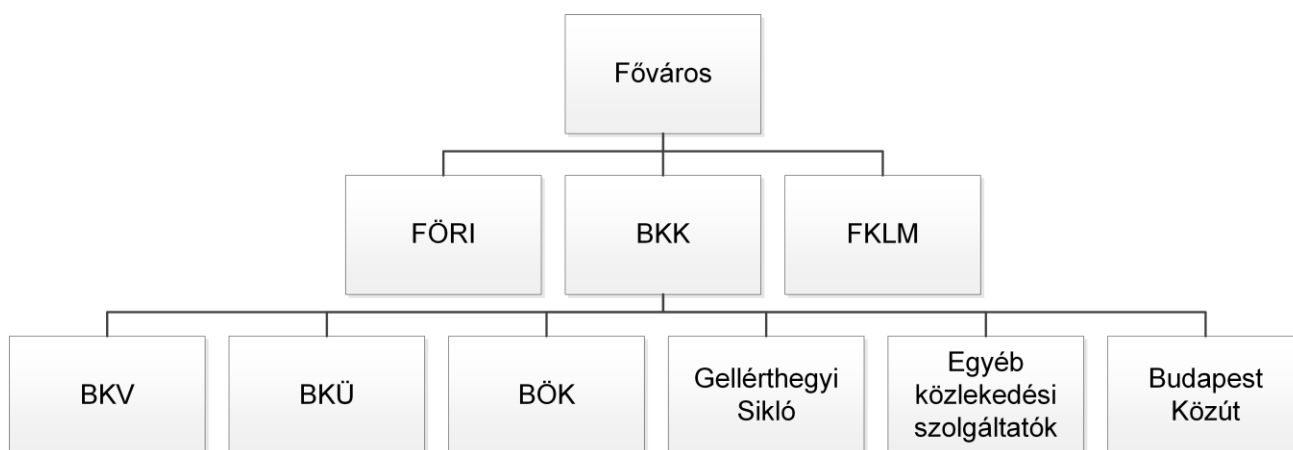 Főváros
FÖRI
BKK
FKLM
BKV
BKÜ
BÖK
Gellérthegyi
Sikló
Egyéb
közlekedési
szolgáltatók
Budapest
Közút